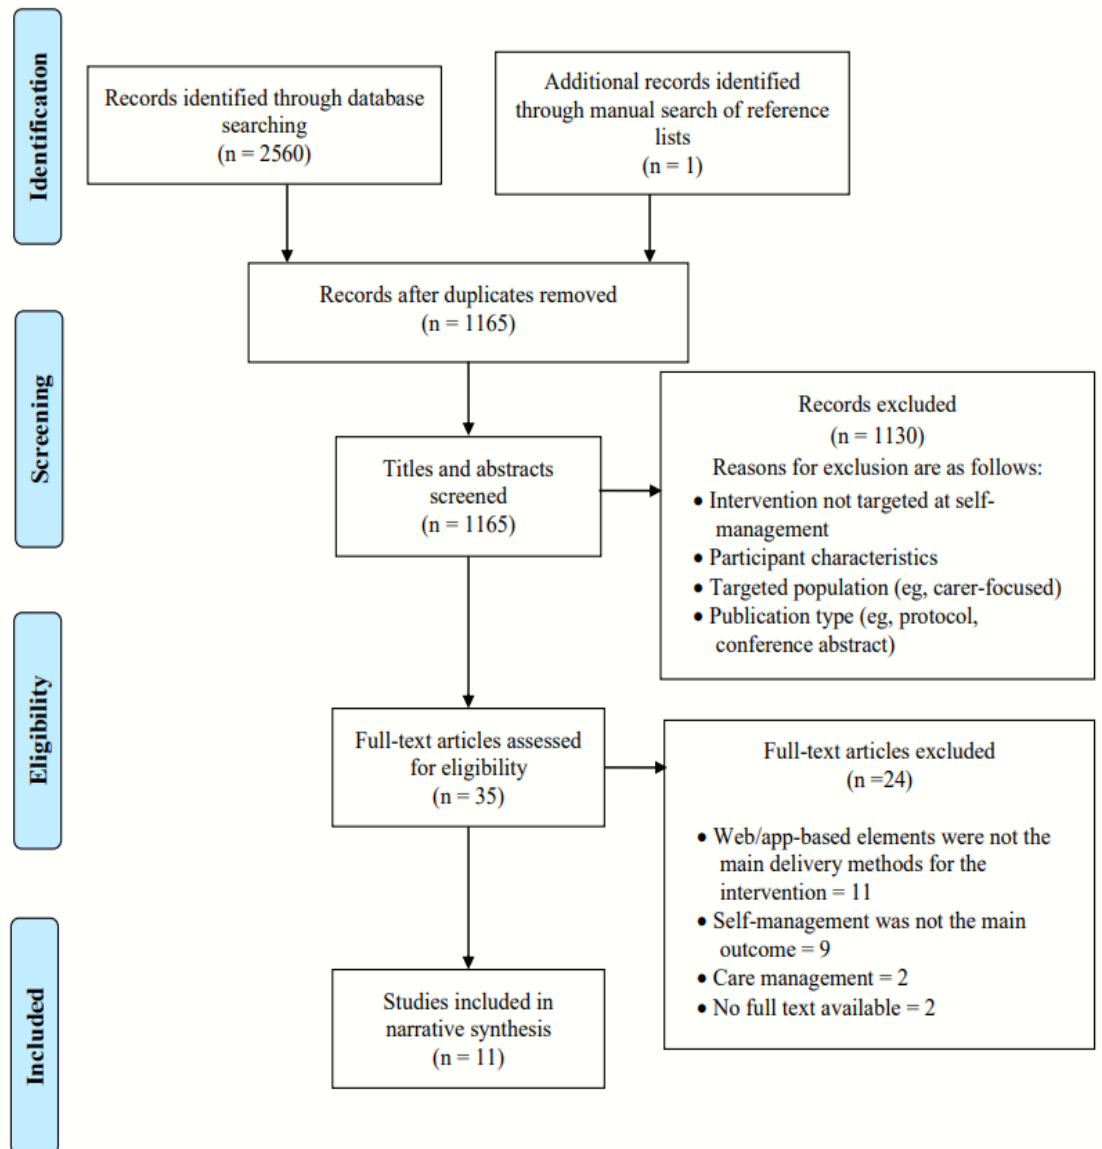 Identification
Records identified through database
searching
(n = 2560)
Additional records identified
through manual search of reference
lists
(n = 1)
Records after duplicates removed
(n = 1165)
Screening
Titles and abstracts
screened
(n = 1165)
Records excluded
(n = 1130)
Reasons for exclusion are as follows:
• Intervention not targeted at self-
management
• Participant characteristics
• Targeted population (eg, carer-focused)
• Publication type (eg, protocol,
conference abstract)
Eligibility
Full-text articles assessed
for eligibility
(n = 35)
Full-text articles excluded
(n =24)
• Web/app-based elements were not the
main delivery methods for the
intervention = 11
• Self-management was not the main
outcome = 9
• Care management = 2
• No full text available = 2
Included
Studies included in
narrative synthesis
(n = 11)